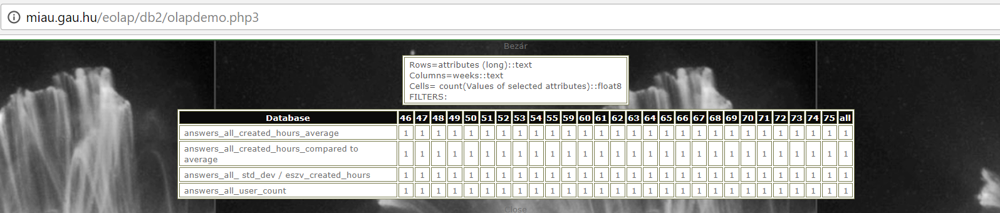 miau.gau.hu/eolap/db2/olapdemo.php3
Bezár
Rows=attributes (long)::text
Columns=weeks::text
Cells= count(Values of selected attributes)::float8
FILTERS:
Database 46 47 48 49 50 51 52 53 54 55 59 60 61 62 63 64 65 66 67 68 69 70 71 72 73 74 75 all
answers_all_created_hours_average 1 1 1 1 1 1 1 1 1 1 1 1 1 1 1 1 1 1 1 1 1 1 1 1 1 1 1 1
answers_all_created_hours_compared to
average 1 1 1 1 1 1 1 1 1 1 1 1 1 1 1 1 1 1 1 1 1 1 1 1 1 1 1 1
answers_all_ std_dev / eszv_created_hours 1 1 1 1 1 1 1 1 1 1 1 1 1 1 1 1 1 1 1 1 1 1 1 1 1 1 1 1
answers_all_user_count 1 1 1 1 1 1 1 1 1 1 1 1 1 1 1 1 1 1 1 1 1 1 1 1 1 1 1 1
Close